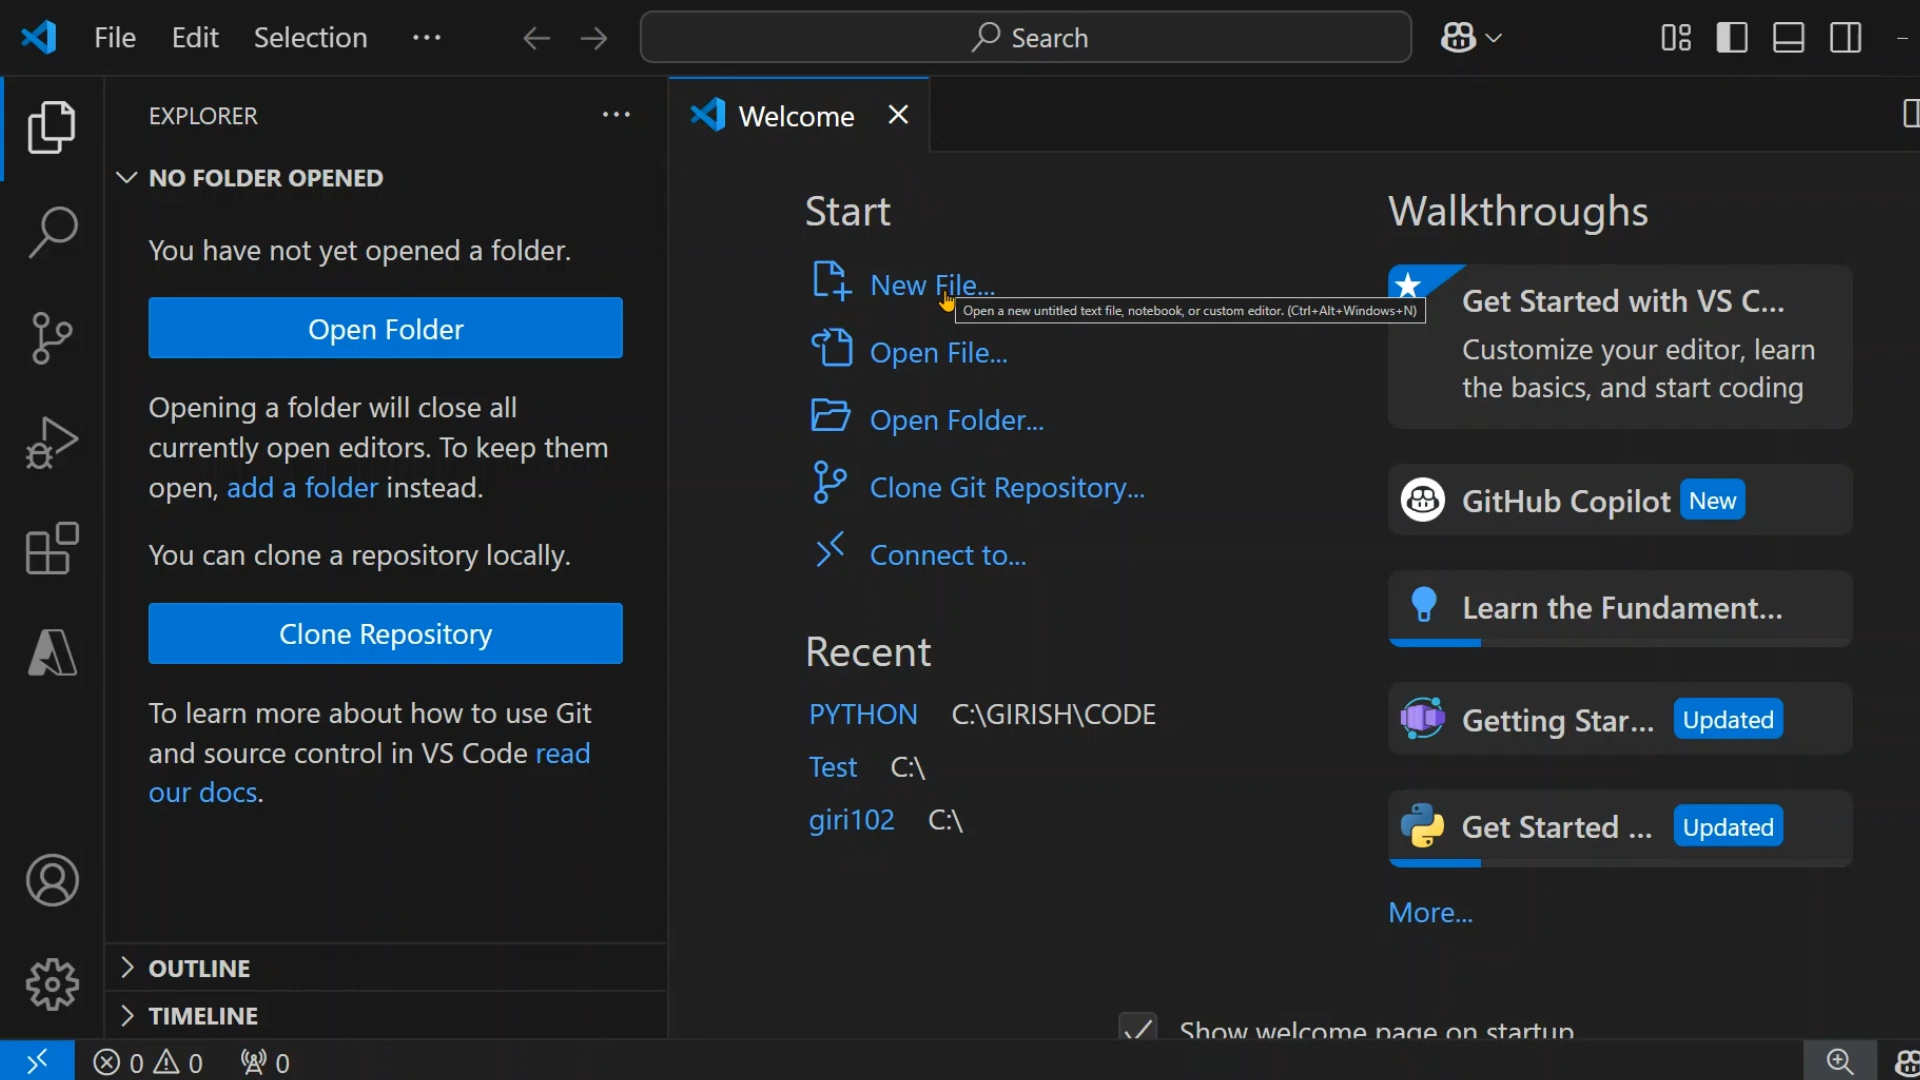 File Edit Selection ··· Search
EXPLORER ···
NO FOLDER OPENED
You have not yet opened a folder.
Open Folder
Opening a folder will close all
currently open editors. To keep them
open, add a folder instead.
You can clone a repository locally.
Clone Repository
To learn more about how to use Git
and source control in VS Code read
our docs.
OUTLINE
TIMELINE
Welcome
Start
New File...
Open a new untitled text file, notebook, or custom editor. (Ctrl+Alt+Windows+N)
Open File...
Open Folder...
Clone Git Repository...
Connect to...
Recent
PYTHON C:\GIRISH\CODE
Test C:\
giri102 C:\
Walkthroughs
Get Started with VS C...
Customize your editor, learn
the basics, and start coding
GitHub Copilot New
Learn the Fundament...
Getting Star... Updated
Get Started ... Updated
More...
Show welcome page on startup
0 0 0